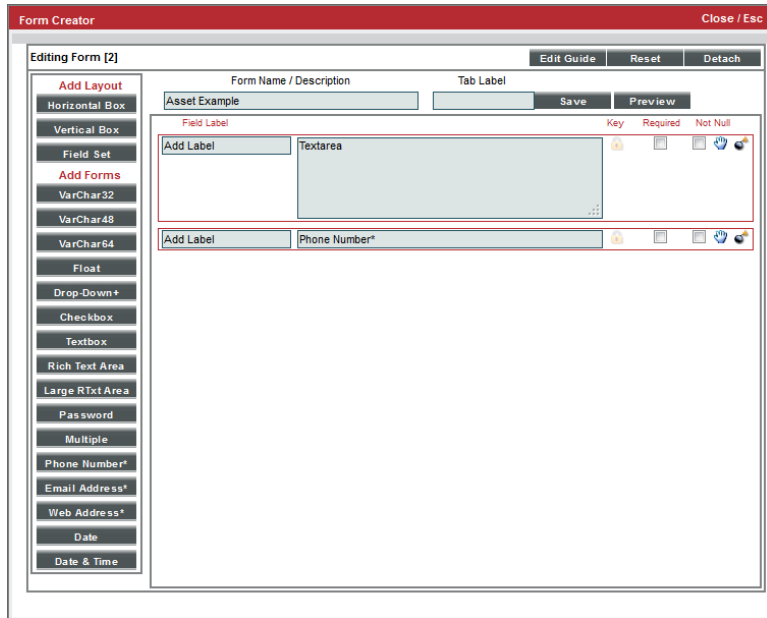 Form Creator Close / Esc
Editing Form [2] Edit Guide Reset Detach
Add Layout
Horizontal Box
Vertical Box
Field Set
Add Forms
VarChar32
VarChar48
VarChar64
Float
Drop-Down+
Checkbox
Textbox
Rich Text Area
Large RTxt Area
Password
Multiple
Phone Number*
Email Address*
Web Address*
Date
Date & Time
Form Name / Description Tab Label
Asset Example Save Preview
Field Label Key Required Not Null
Add Label Textarea
Add Label Phone Number*